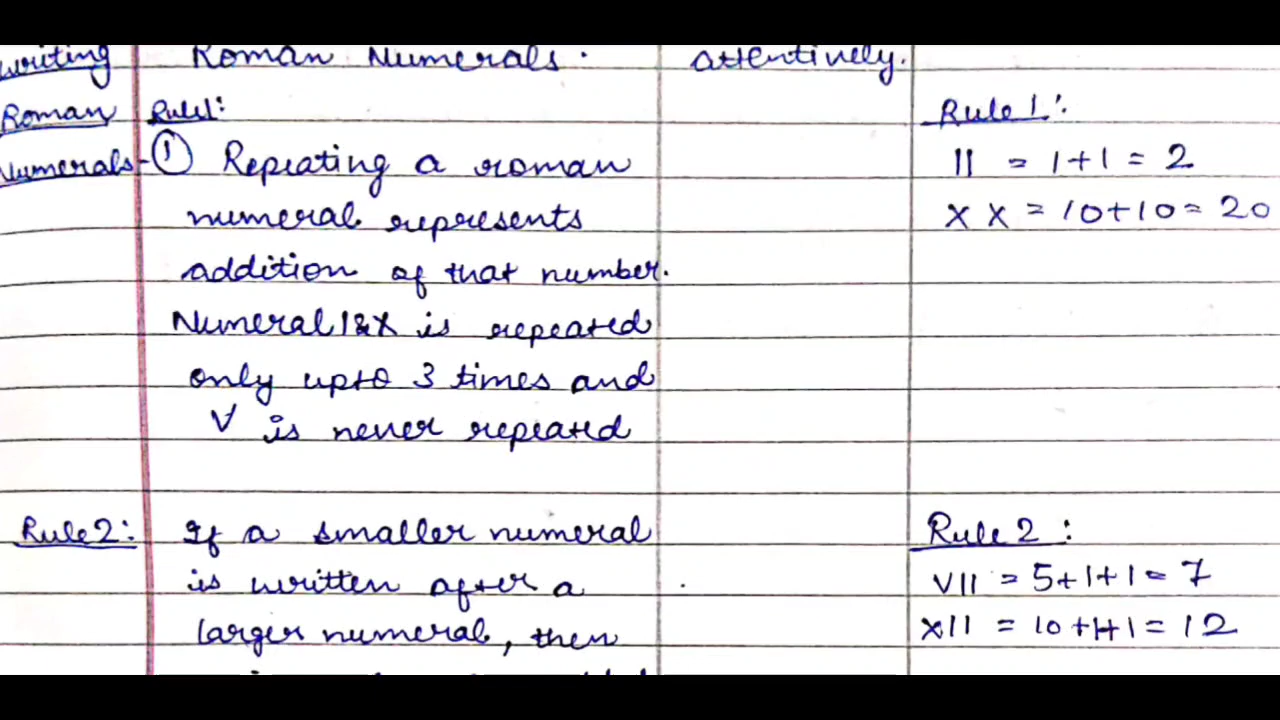 writing
Roman
Numerals -
Roman Numerals.
Rule1:
① Repeating a roman
numeral represents
addition of that number.
Numeral I & X is repeated
only upto 3 times and
V is never repeated
Rule 2:
If a smaller numeral
is written after a
larger numeral, then
attentively.
Rule 1:
II = 1+1 = 2
X X = 10+10 = 20
Rule 2 :
VII = 5+1+1 = 7
XII = 10+1+1 = 12